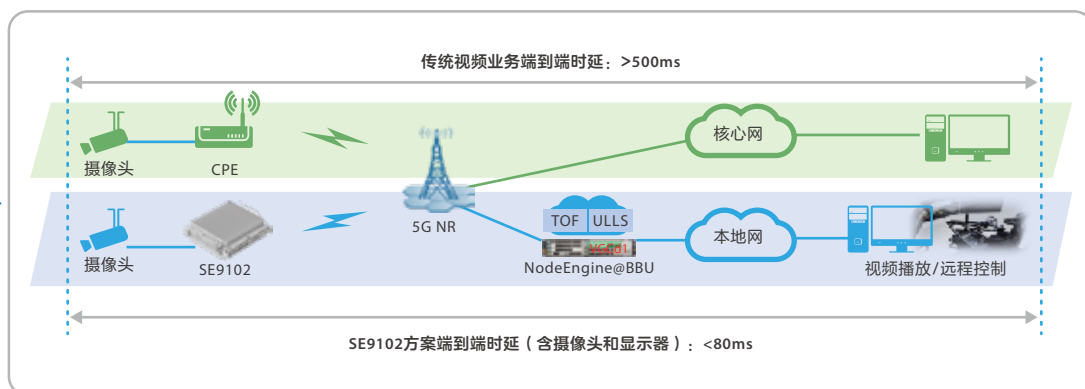 传统视频业务端到端时延：>500ms
核心网
摄像头
CPE
5G NR
TOF
ULLS
本地网
摄像头
SE9102
NodeEngine@BBU
视频播放/远程控制
SE9102方案端到端时延（含摄像头和显示器）：<80ms